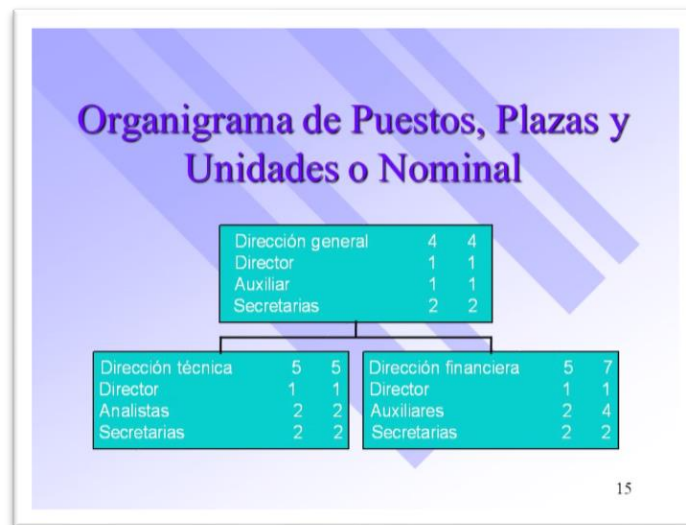 Organigrama de Puestos, Plazas y
Unidades o Nominal
Dirección general 4 4
Director 1 1
Auxiliar 1 1
Secretarias 2 2
Dirección técnica 5 5
Director 1 1
Analistas 2 2
Secretarias 2 2
Dirección financiera 5 7
Director 1 1
Auxiliares 2 4
Secretarias 2 2
15